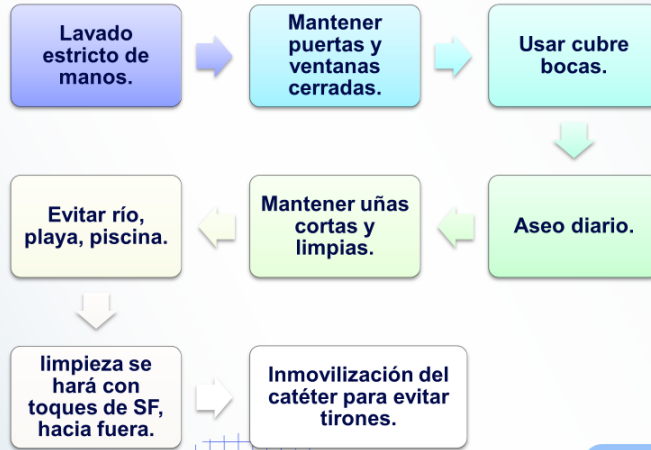 Lavado
estricto de
manos.
Mantener
puertas y
ventanas
cerradas.
Usar cubre
bocas.
Aseo diario.
Mantener uñas
cortas y
limpias.
Evitar río,
playa, piscina.
limpieza se
hará con
toques de SF,
hacia fuera.
Inmovilización del
catéter para evitar
tirones.